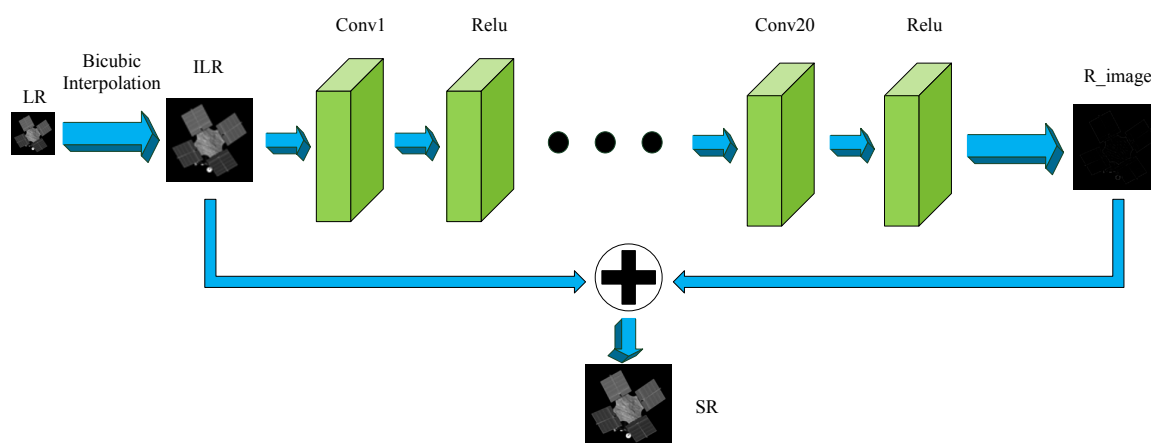 LR
Bicubic
Interpolation
ILR
Conv1
Relu
Conv20
Relu
R_image
SR